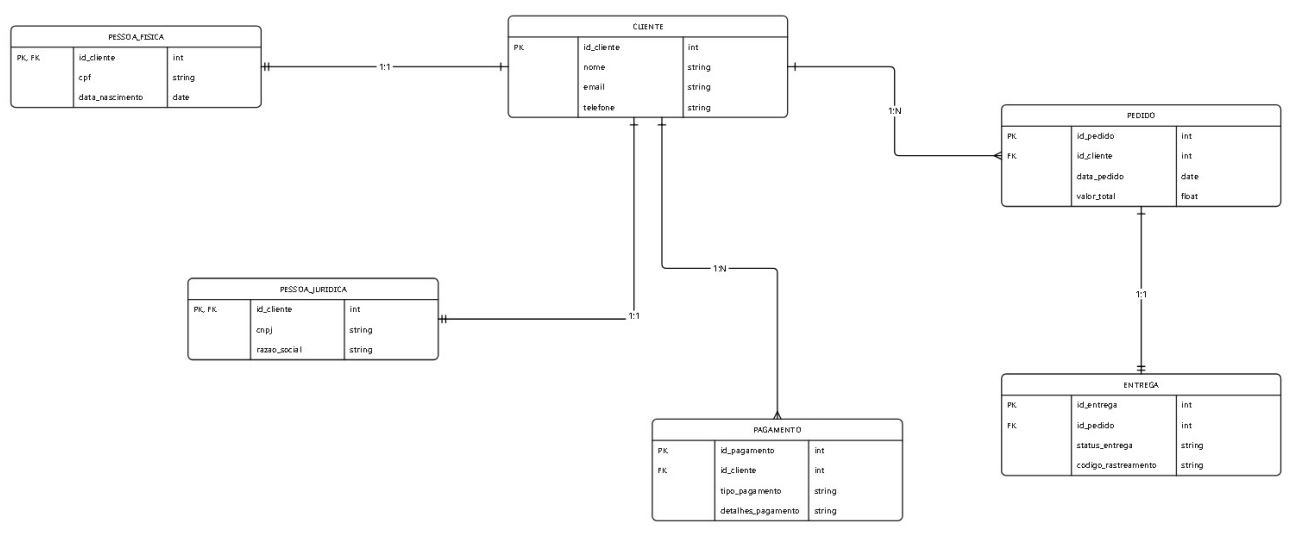 PESSOA_FISICA
PK, FK id_cliente int
cpf string
data_nascimento date
1:1
CLIENTE
PK id_cliente int
nome string
email string
telefone string
1:N
PEDIDO
PK id_pedido int
FK id_cliente int
data_pedido date
valor_total float
PESSOA_JURIDICA
PK, FK id_cliente int
cnpj string
razao_social string
1:1
1:N
1:1
PAGAMENTO
PK id_pagamento int
FK id_cliente int
tipo_pagamento string
detalhes_pagamento string
ENTREGA
PK id_entrega int
FK id_pedido int
status_entrega string
codigo_rastreamento string